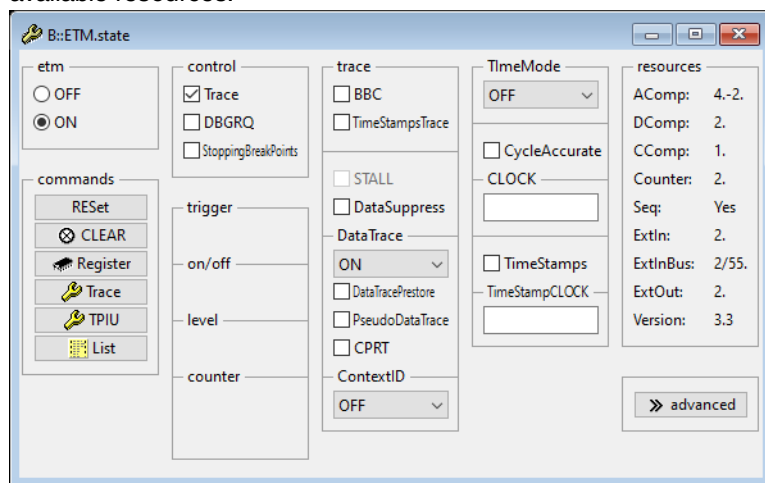 available resources.
B::ETM.state
etm
OFF
ON
commands
RESet
CLEAR
Register
Trace
TPIU
List
control
Trace
DBGRQ
StoppingBreakPoints
trigger
on/off
level
counter
trace
BBC
TimeStampsTrace
STALL
DataSuppress
DataTrace
ON
DataTracePrestore
PseudoDataTrace
CPRT
ContextID
OFF
TImeMode
OFF
CycleAccurate
CLOCK
TimeStamps
TimeStampCLOCK
resources
AComp: 4.-2.
DComp: 2.
CComp: 1.
Counter: 2.
Seq: Yes
ExtIn: 2.
ExtInBus: 2/55.
ExtOut: 2.
Version: 3.3
advanced